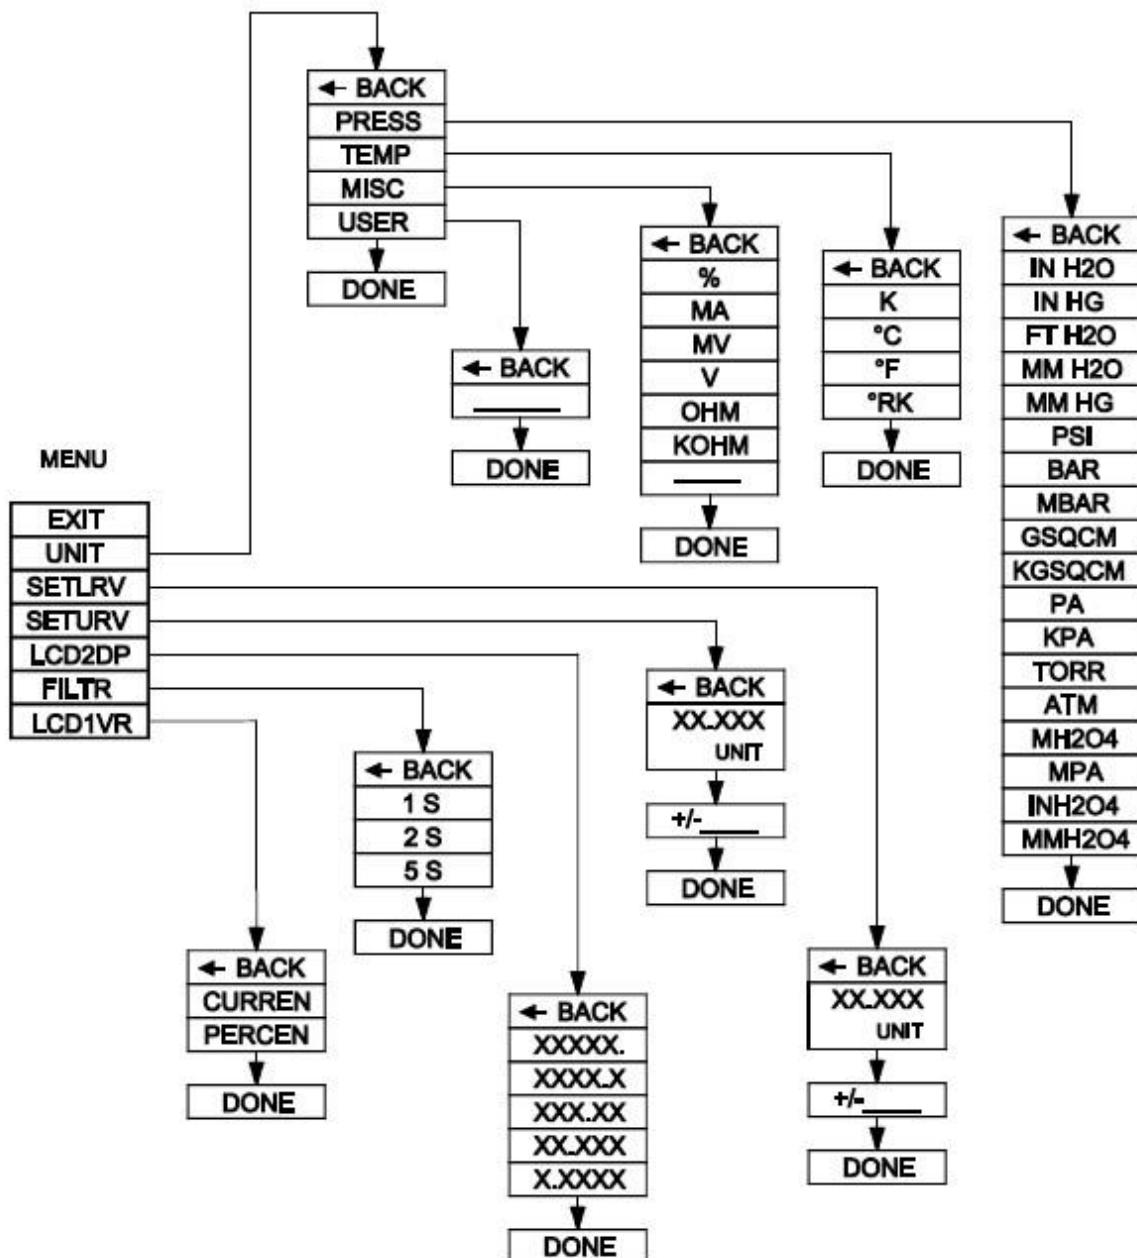 MENU
EXIT
UNIT
SETLRV
SETURV
LCD2DP
FILTR
LCD1VR
← BACK
PRESS
TEMP
MISC
USER
DONE
← BACK
DONE
← BACK
%
MA
MV
V
OHM
KOHM
DONE
← BACK
K
°C
°F
°RK
DONE
← BACK
IN H2O
IN HG
FT H2O
MM H2O
MM HG
PSI
BAR
MBAR
GSQCM
KGSQCM
PA
KPA
TORR
ATM
MH2O4
MPA
INH2O4
MMH2O4
DONE
← BACK
CURREN
PERCEN
DONE
← BACK
1 S
2 S
5 S
DONE
← BACK
XXXXX.
XXXX.X
XXX.XX
XX.XXX
X.XXXX
DONE
← BACK
XX.XXX
UNIT
+/-____
DONE
← BACK
XX.XXX
UNIT
+/-____
DONE